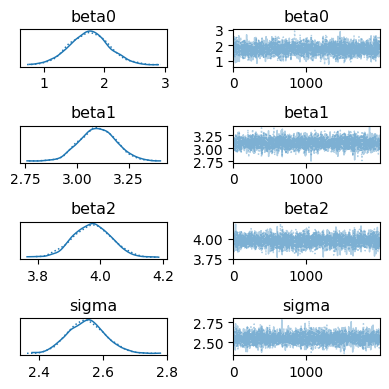 beta0
beta0
3
2
1
1 2 3
0 1000
beta1
beta1
3.25
3.00
2.75
2.75 3.00 3.25
0 1000
beta2
beta2
4.00
3.75
3.8 4.0 4.2
0 1000
sigma
sigma
2.75
2.50
2.4 2.6 2.8
0 1000